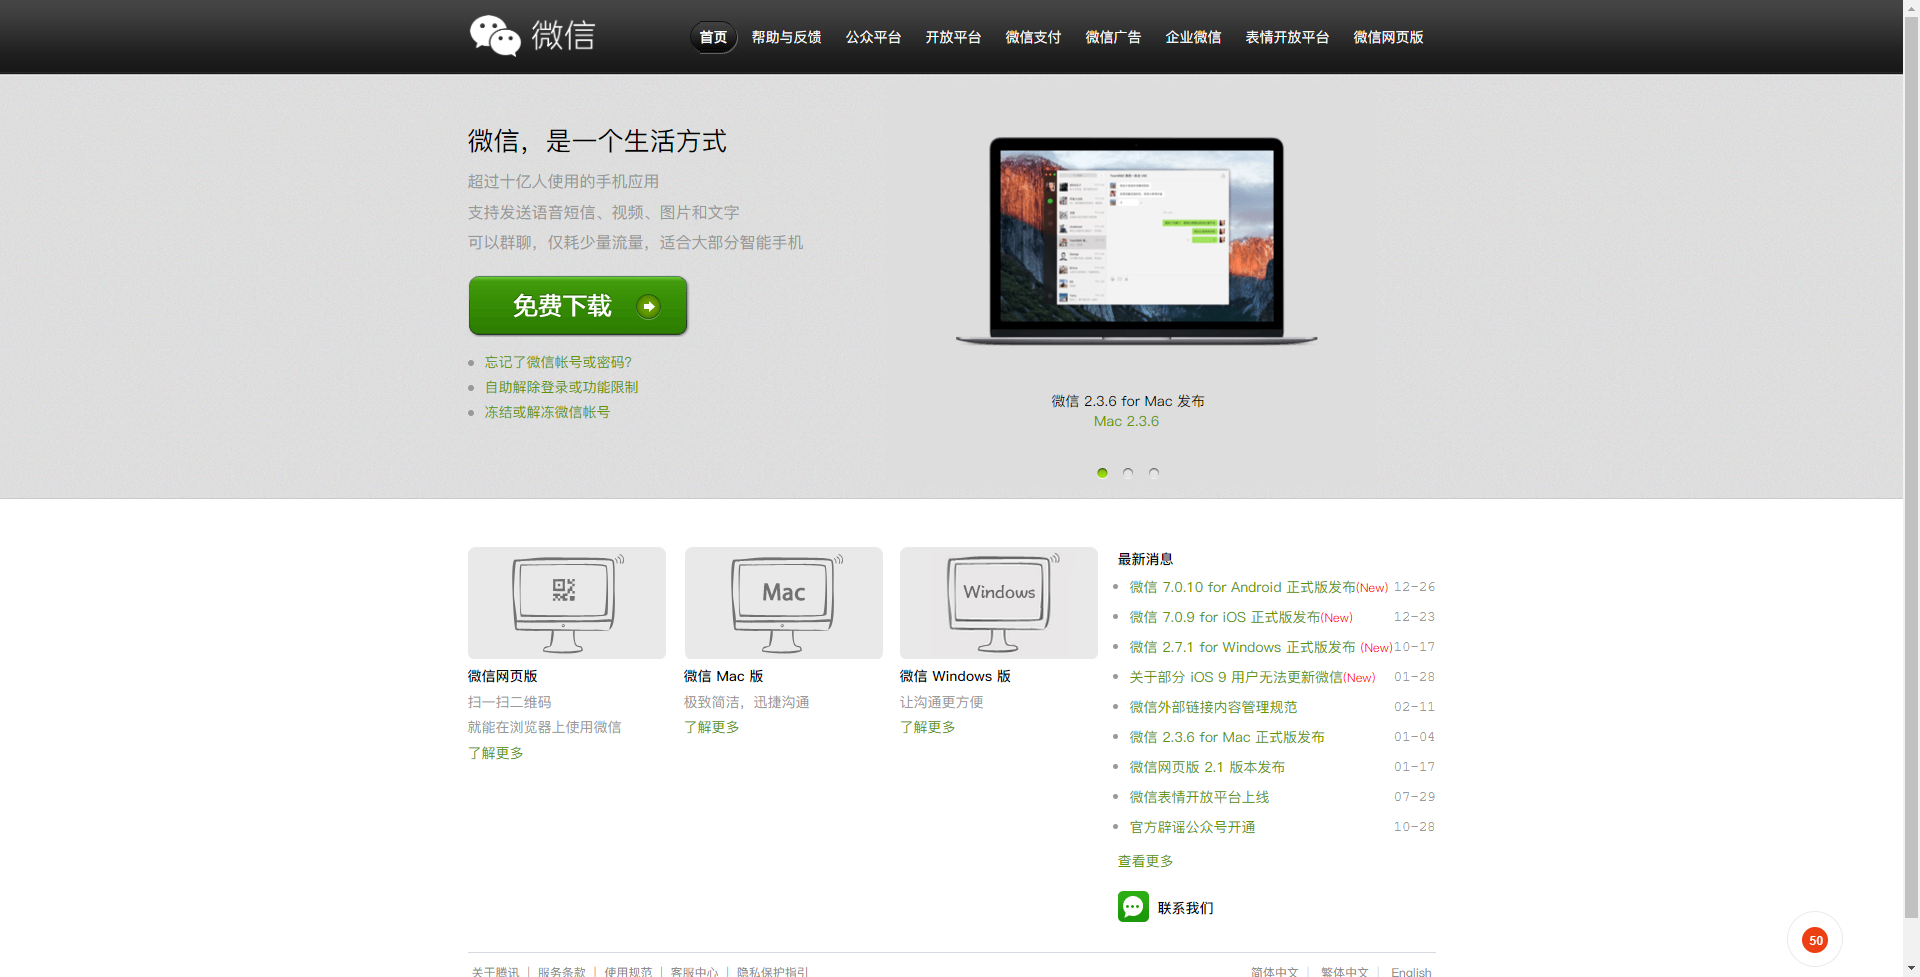 微信
首页 帮助与反馈 公众平台 开放平台 微信支付 微信广告 企业微信 表情开放平台 微信网页版
微信，是一个生活方式
超过十亿人使用的手机应用
支持发送语音短信、视频、图片和文字
可以群聊，仅耗少量流量，适合大部分智能手机
免费下载
忘记了微信帐号或密码?
自助解除登录或功能限制
冻结或解冻微信帐号
微信 2.3.6 for Mac 发布
Mac 2.3.6
微信网页版
扫一扫二维码
就能在浏览器上使用微信
了解更多
Mac
微信 Mac 版
极致简洁，迅捷沟通
了解更多
Windows
微信 Windows 版
让沟通更方便
了解更多
最新消息
微信 7.0.10 for Android 正式版发布(New) 12-26
微信 7.0.9 for iOS 正式版发布(New) 12-23
微信 2.7.1 for Windows 正式版发布 (New) 10-17
关于部分 iOS 9 用户无法更新微信(New) 01-28
微信外部链接内容管理规范 02-11
微信 2.3.6 for Mac 正式版发布 01-04
微信网页版 2.1 版本发布 01-17
微信表情开放平台上线 07-29
官方辟谣公众号开通 10-28
查看更多
联系我们
50
关于腾讯 | 服务条款 | 使用规范 | 客服中心 | 隐私保护指引
简体中文 | 繁体中文 | English